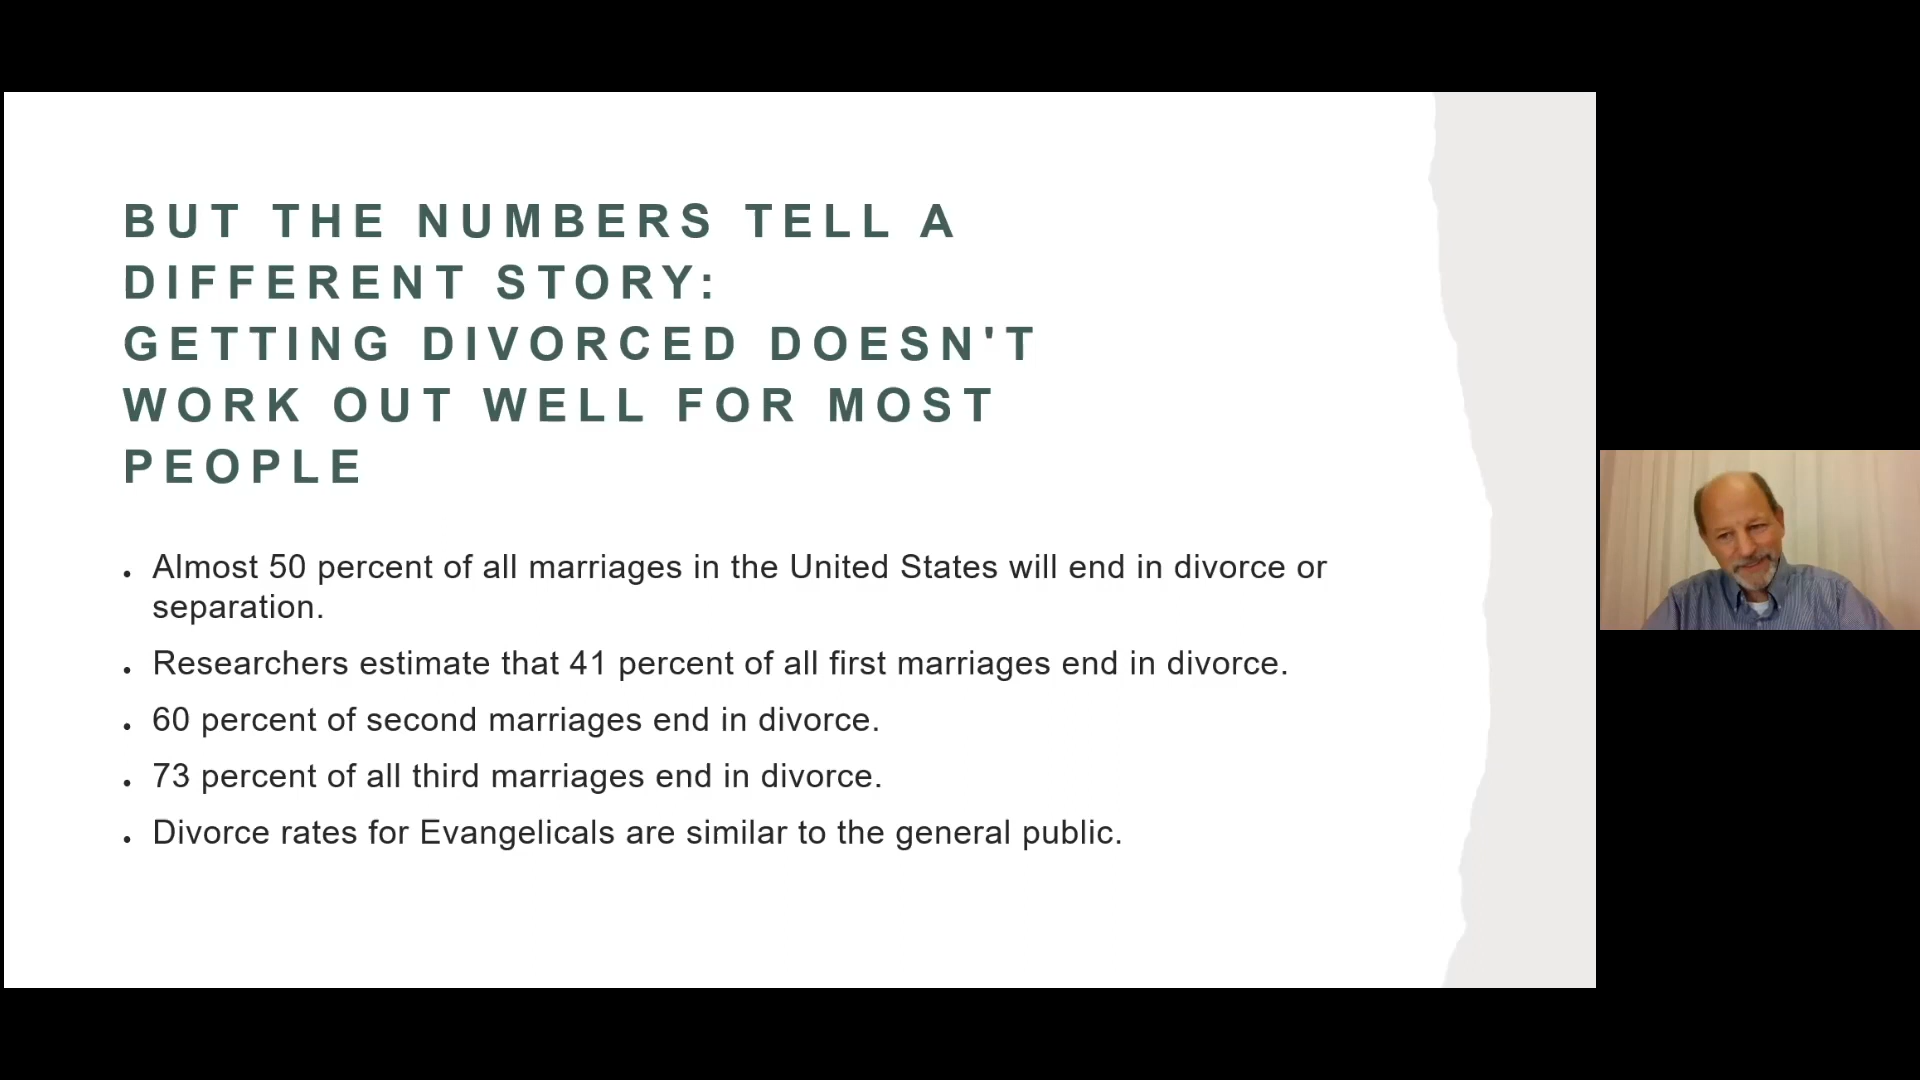 BUT THE NUMBERS TELL A
DIFFERENT STORY:
GETTING DIVORCED DOESN'T
WORK OUT WELL FOR MOST
PEOPLE
• Almost 50 percent of all marriages in the United States will end in divorce or
separation.
• Researchers estimate that 41 percent of all first marriages end in divorce.
• 60 percent of second marriages end in divorce.
• 73 percent of all third marriages end in divorce.
• Divorce rates for Evangelicals are similar to the general public.